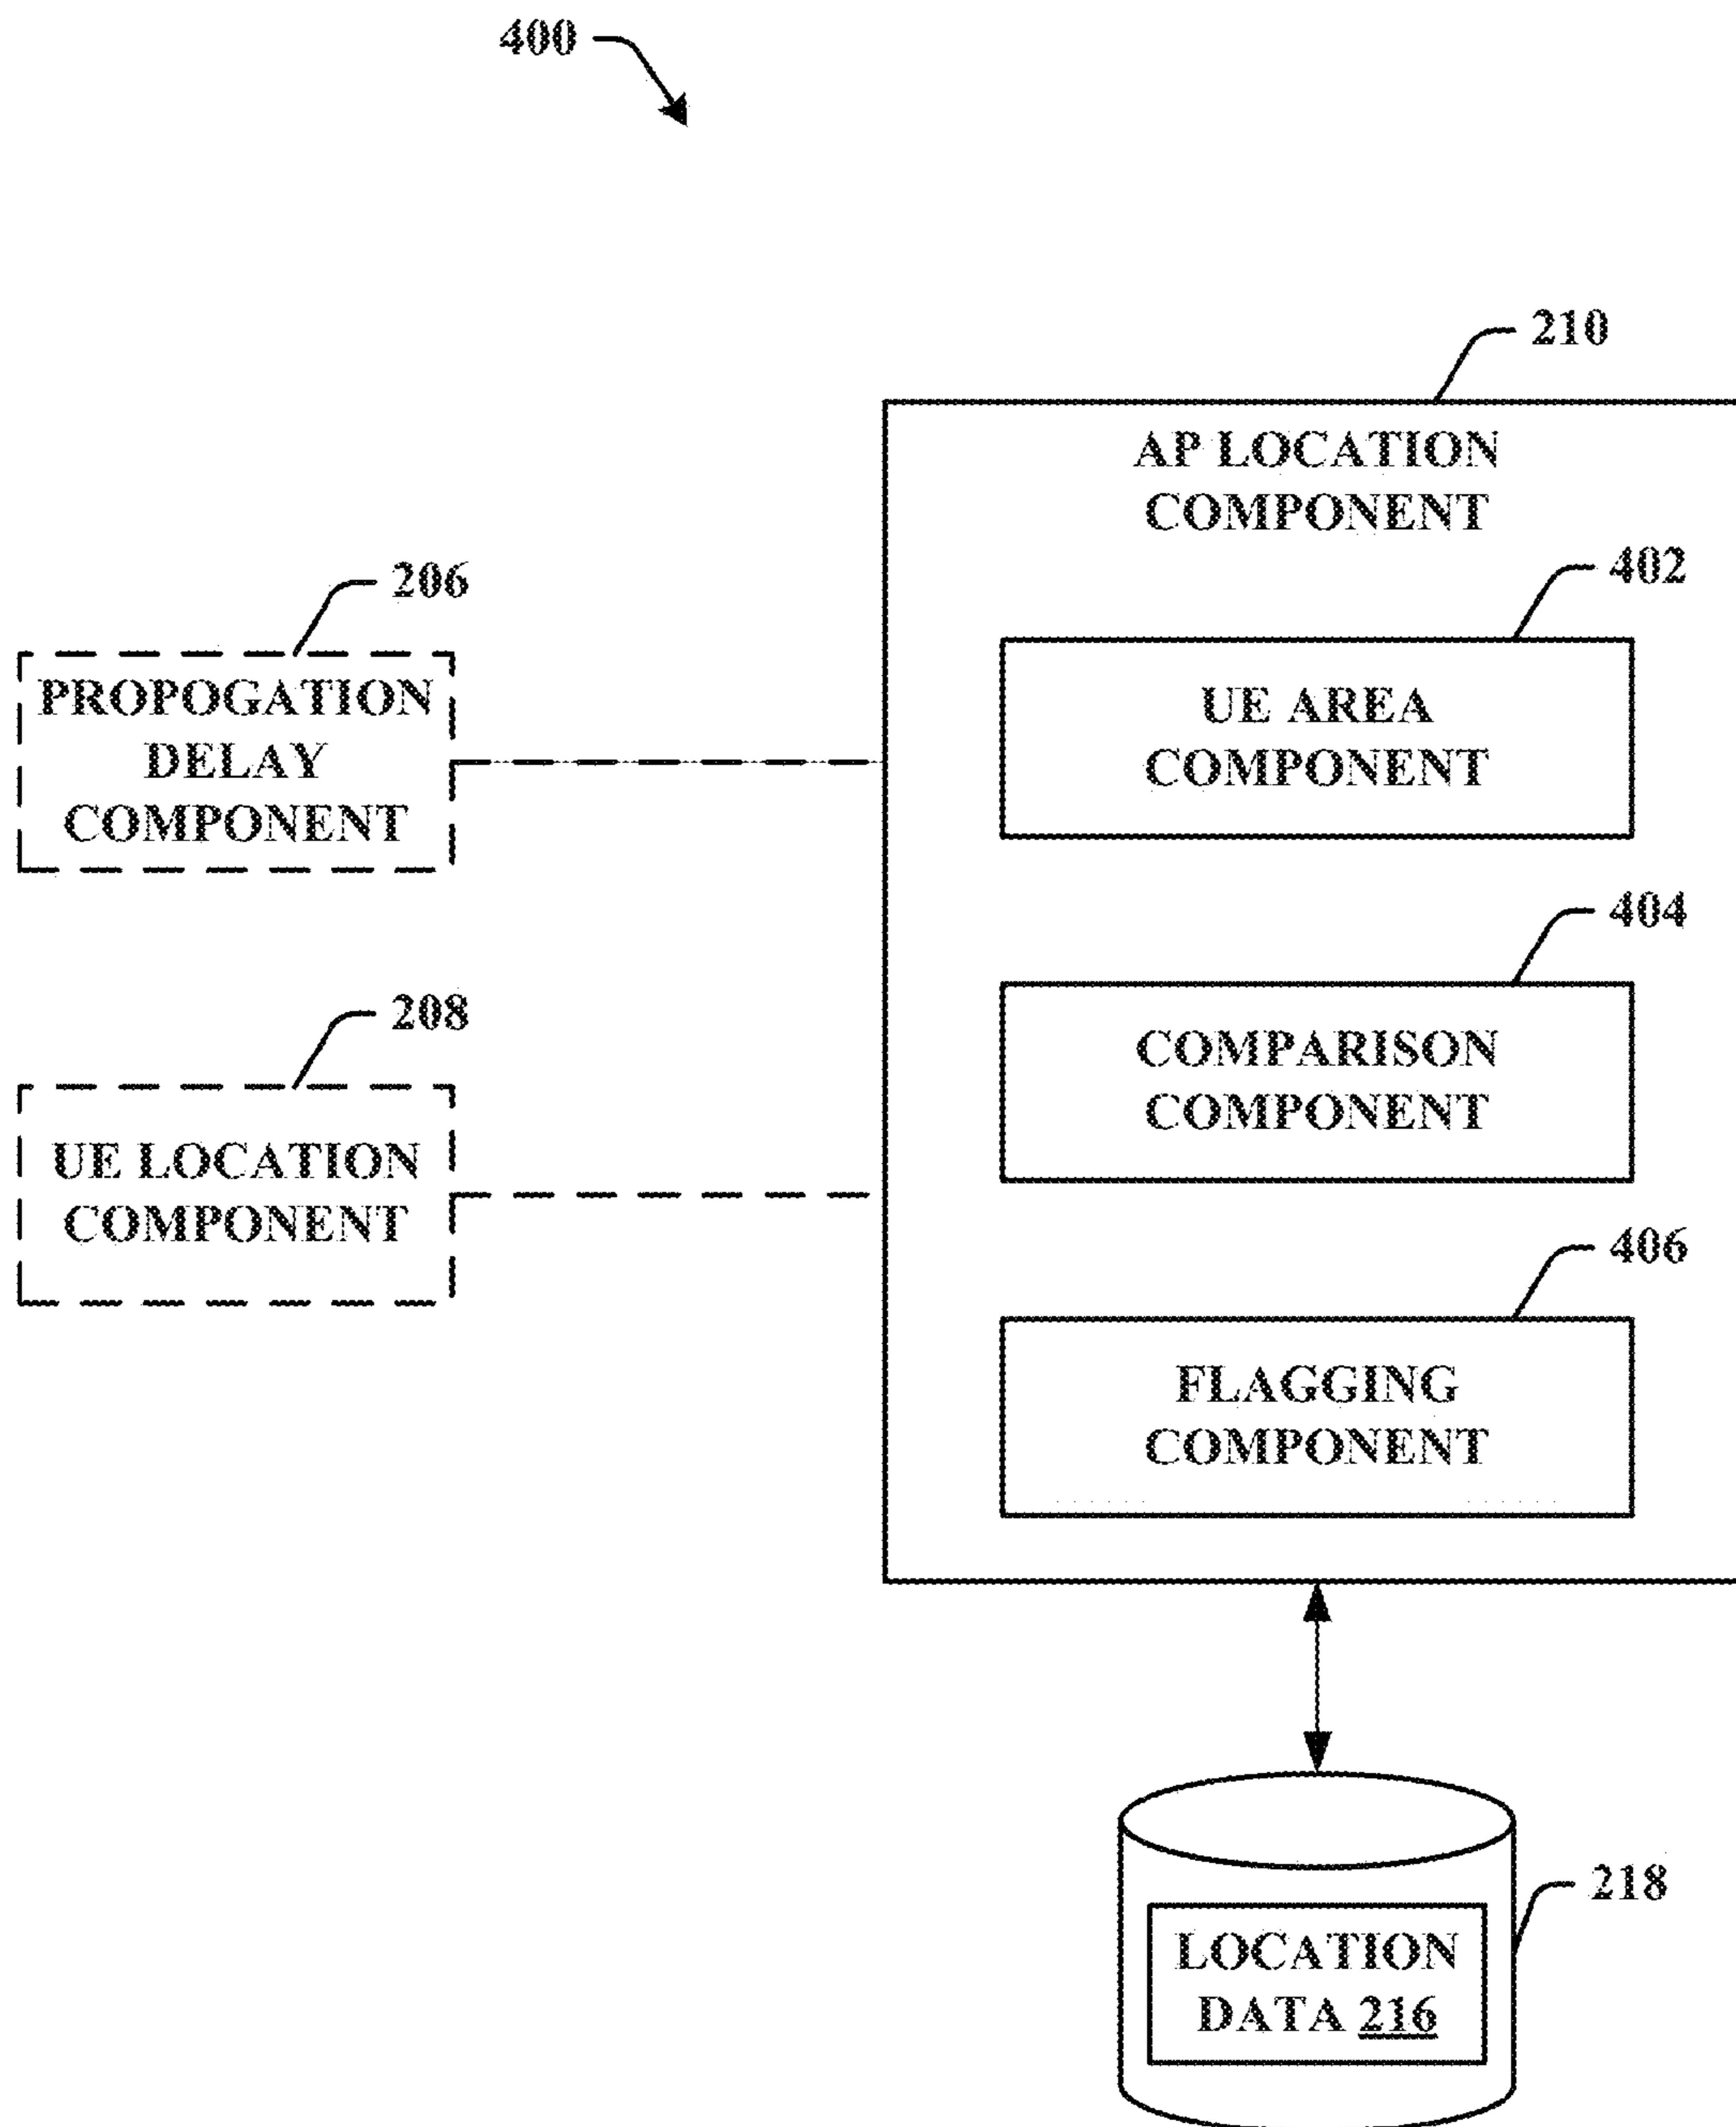 400
210
AP LOCATION
COMPONENT
206
402
PROPOGATION
DELAY
COMPONENT
UE AREA
COMPONENT
404
208
COMPARISON
COMPONENT
UE LOCATION
COMPONENT
406
FLAGGING
COMPONENT
218
LOCATION
DATA 216